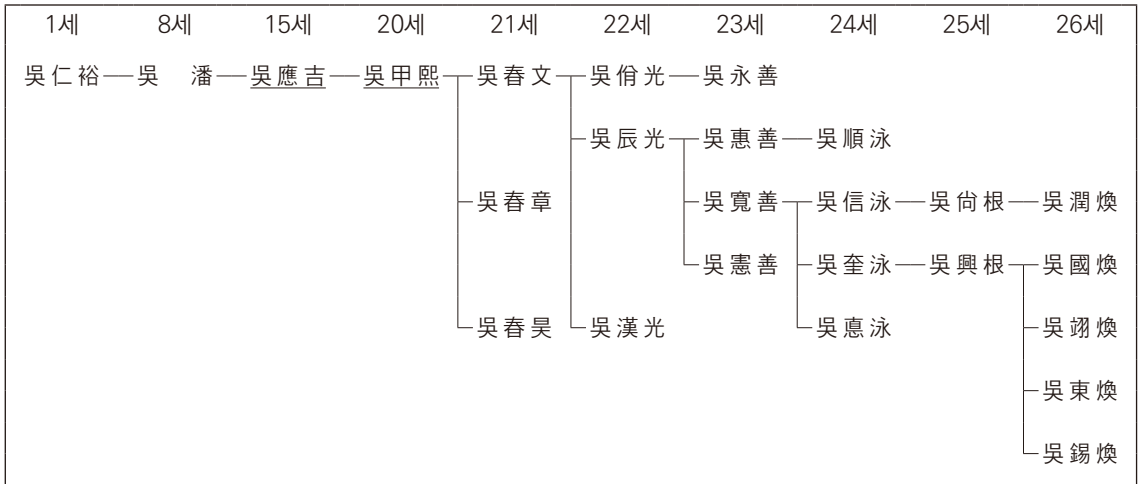 1세 8세 15세 20세 21세 22세 23세 24세 25세 26세
吳仁裕 吳潘 吳應吉 吳甲熙 吳春文 吳佾光 吳永善
吳辰光 吳惠善 吳順泳
吳春章 吳寬善 吳信泳 吳尙根 吳潤煥
吳憲善 吳奎泳 吳興根 吳國煥
吳春昊 吳漢光 吳悳泳 吳翊煥
吳東煥
吳錫煥